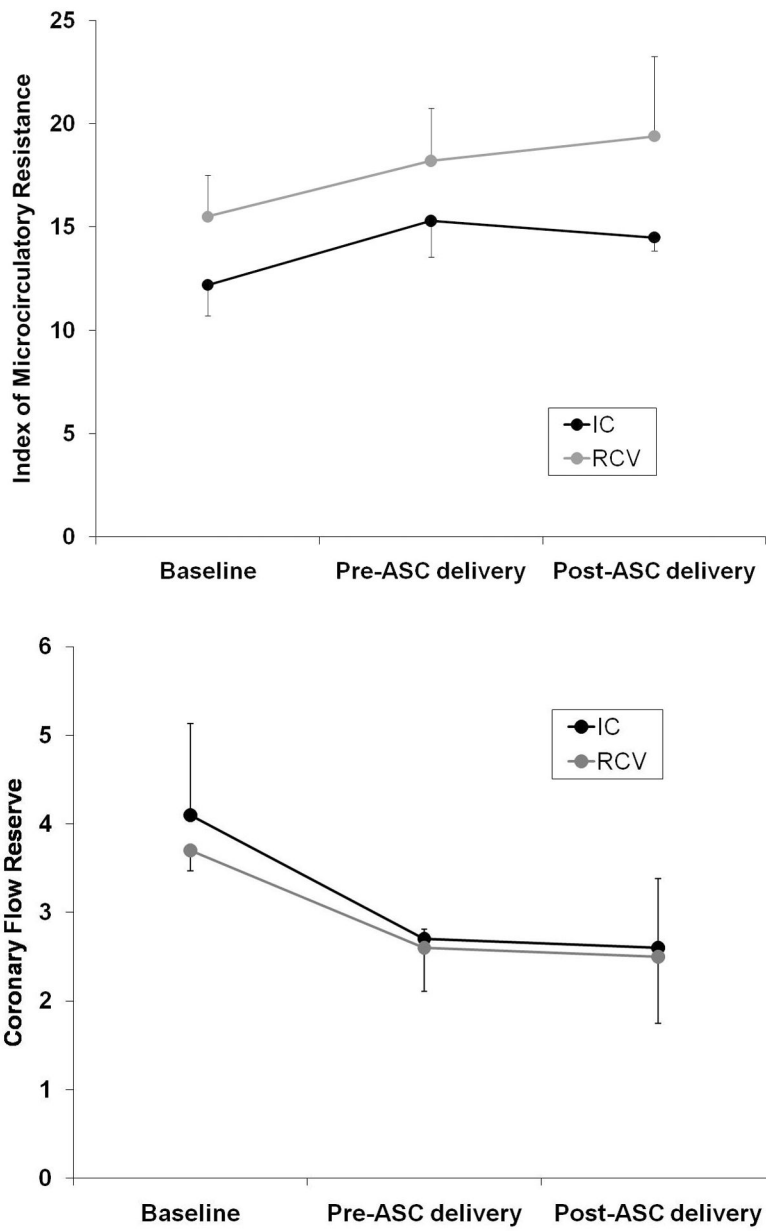 25
20
15
10
5
0
Index of Microcirculatory Resistance
IC
RCV
Baseline Pre-ASC delivery Post-ASC delivery
6
5
4
3
2
1
0
Coronary Flow Reserve
IC
RCV
Baseline Pre-ASC delivery Post-ASC delivery